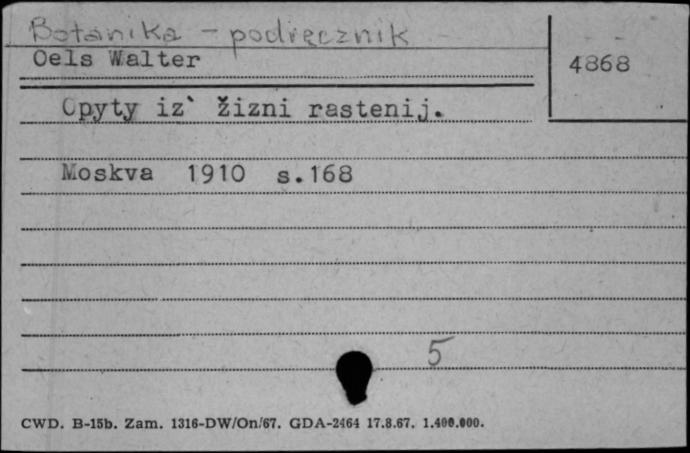 Botanika - podręcznik
Oels Walter
4868
Opyty iz` žizni rastenij.
Moskva 1910 s.168
5
CWD. B-15b. Zam. 1316-DW/On/67. GDA-2464 17.8.67. 1.400.000.